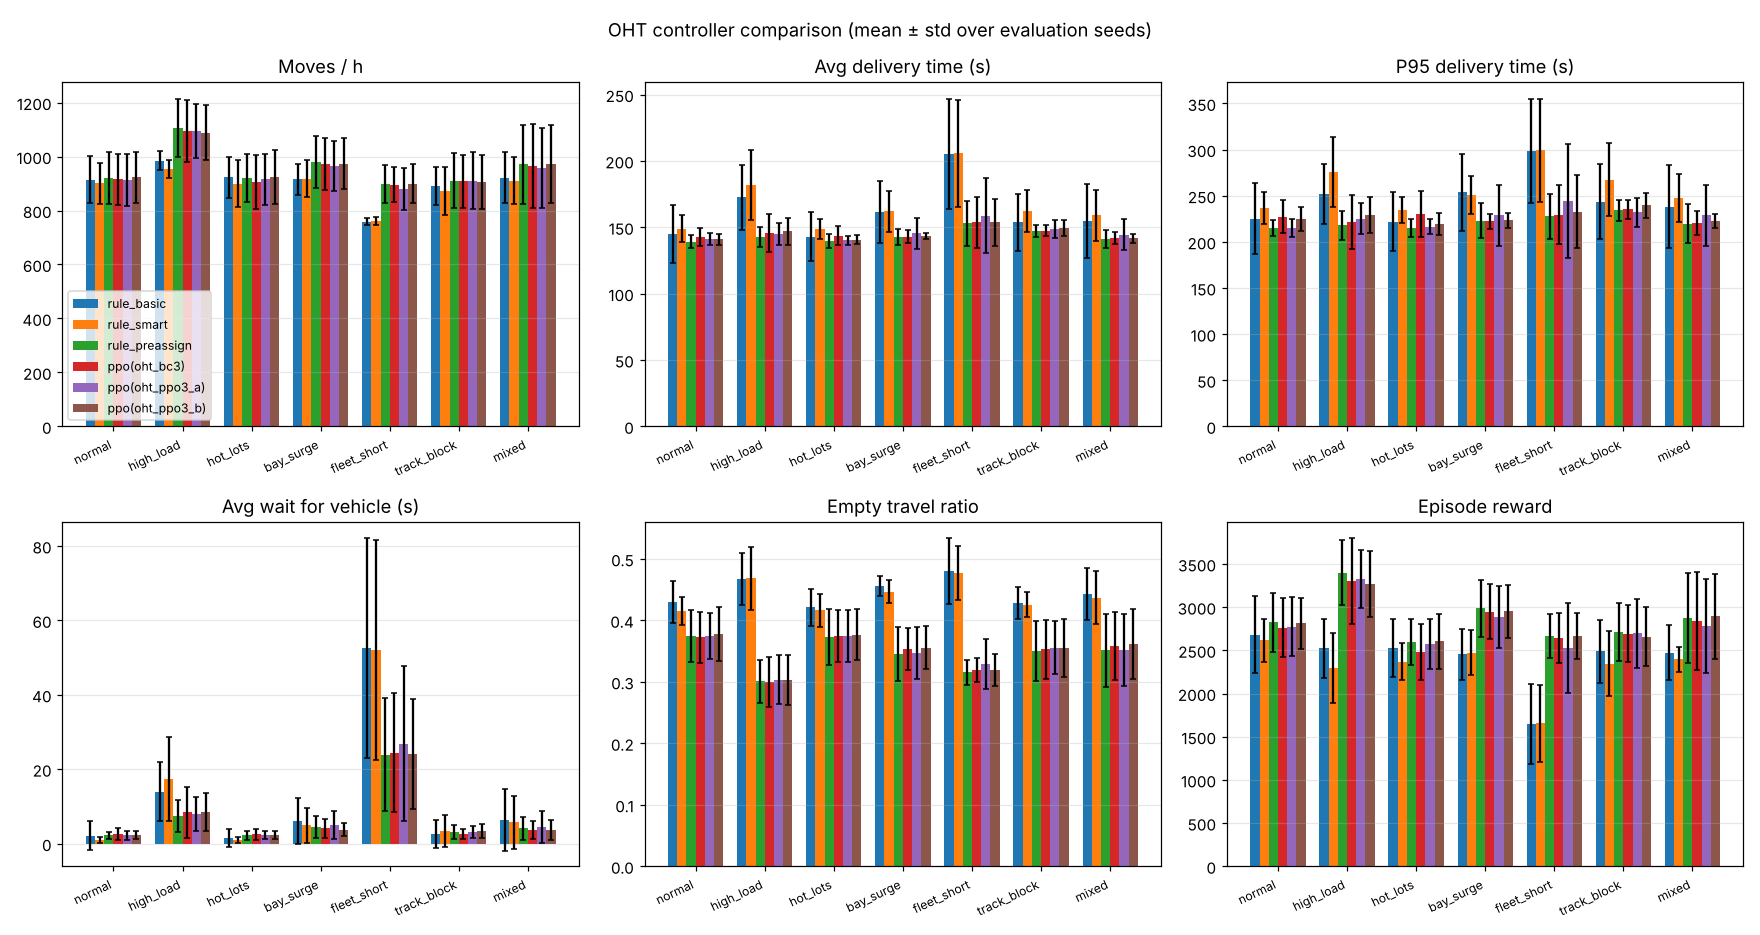 OHT controller comparison (mean ± std over evaluation seeds)
Moves / h
1200
1000
800
600
400
200
0
rule_basic
rule_smart
rule_preassign
ppo(oht_bc3)
ppo(oht_ppo3_a)
ppo(oht_ppo3_b)
normal
high_load
hot_lots
bay_surge
fleet_short
track_block
mixed
Avg delivery time (s)
250
200
150
100
50
0
normal
high_load
hot_lots
bay_surge
fleet_short
track_block
mixed
P95 delivery time (s)
350
300
250
200
150
100
50
0
normal
high_load
hot_lots
bay_surge
fleet_short
track_block
mixed
Avg wait for vehicle (s)
80
60
40
20
0
normal
high_load
hot_lots
bay_surge
fleet_short
track_block
mixed
Empty travel ratio
0.5
0.4
0.3
0.2
0.1
0.0
normal
high_load
hot_lots
bay_surge
fleet_short
track_block
mixed
Episode reward
3500
3000
2500
2000
1500
1000
500
0
normal
high_load
hot_lots
bay_surge
fleet_short
track_block
mixed